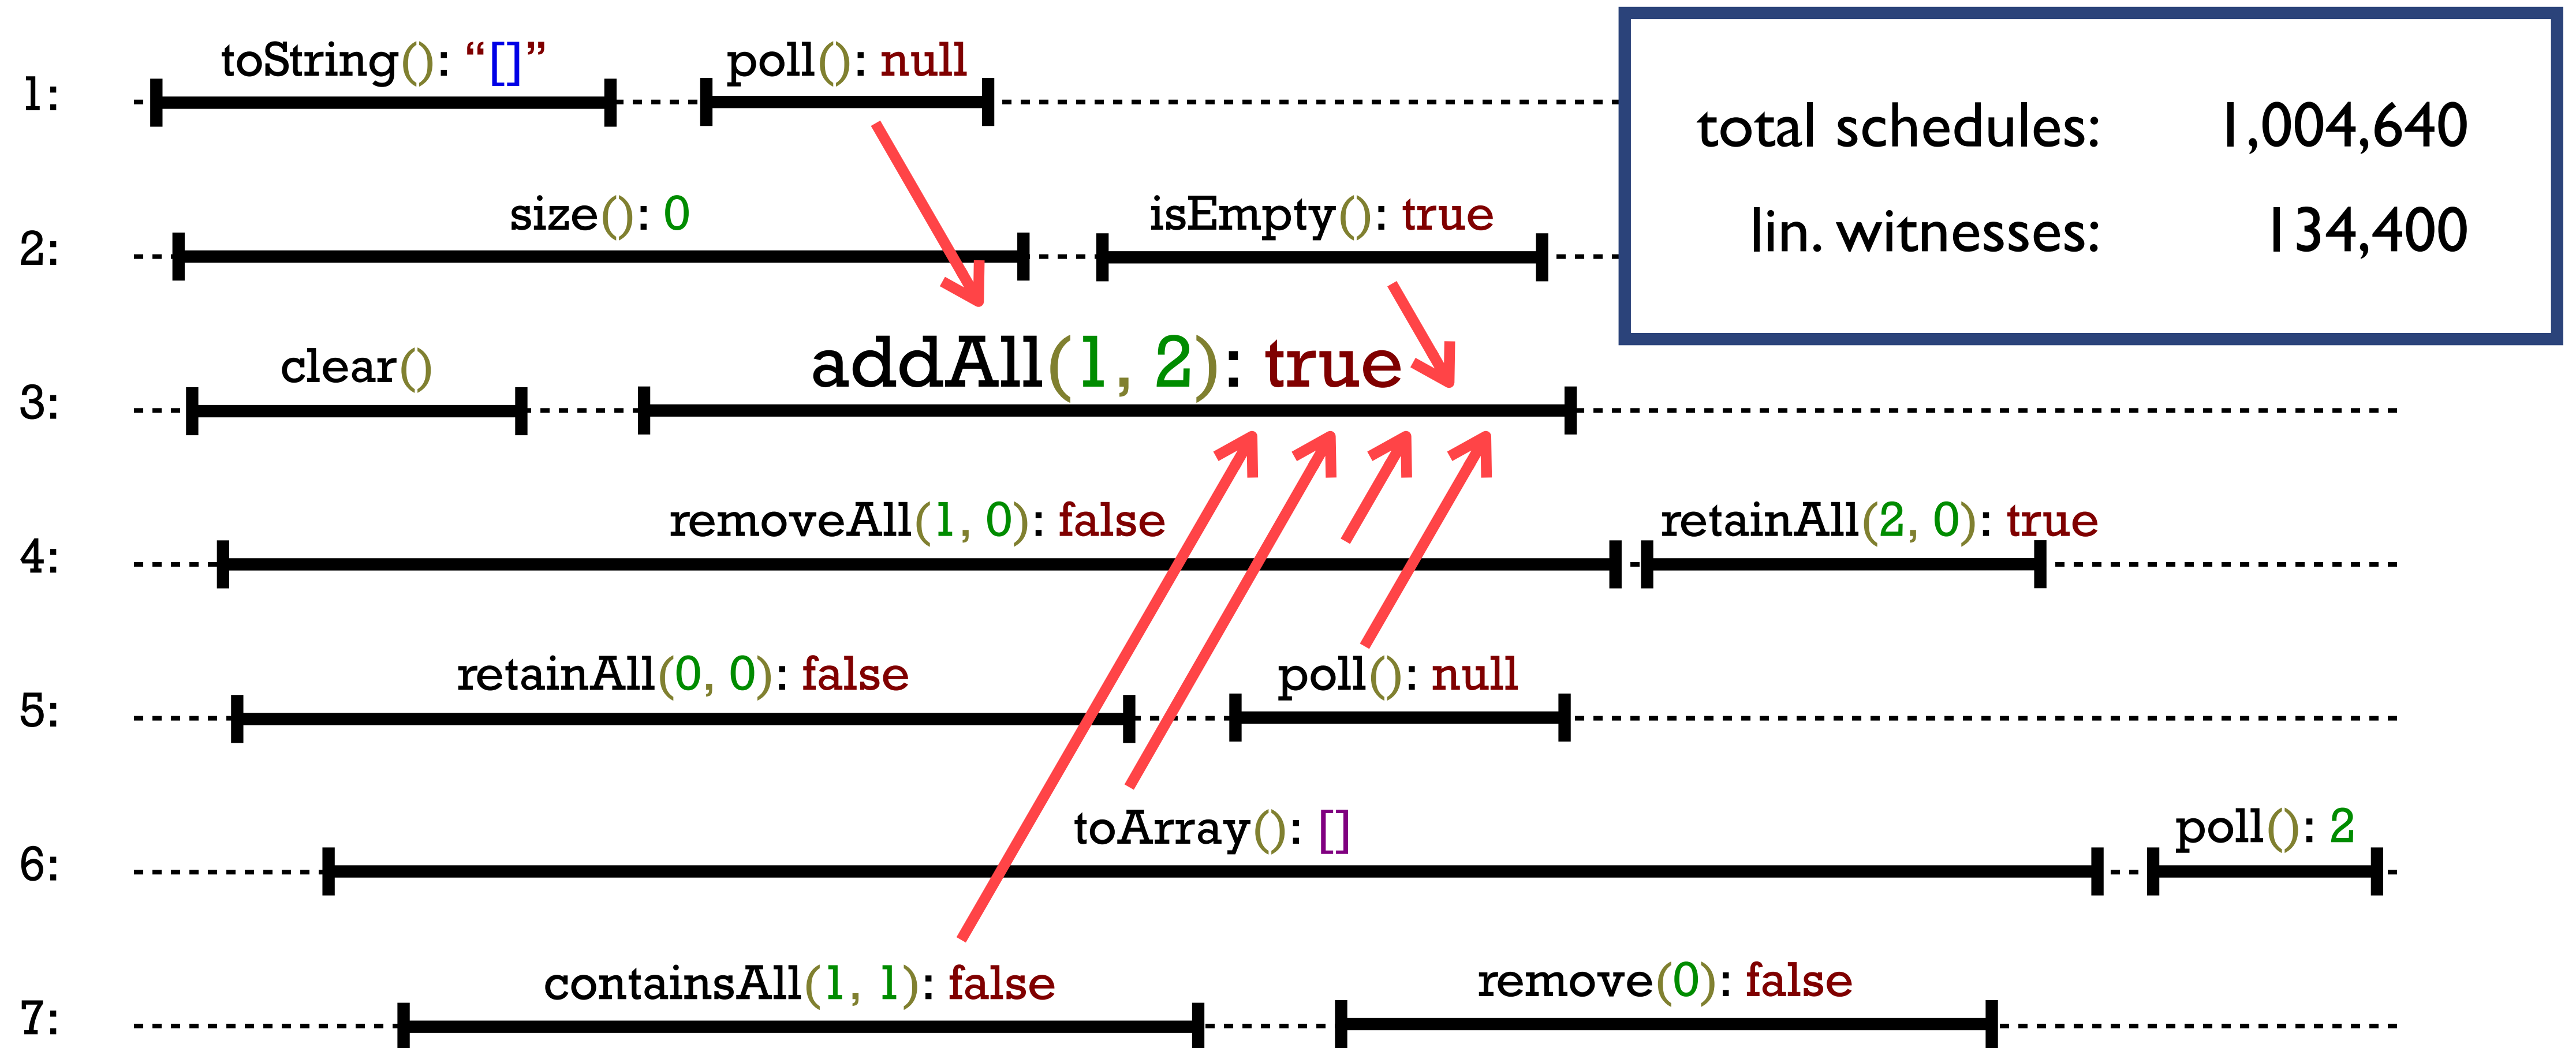 1: toString(): “[]” poll(): null
total schedules: 1,004,640
2: size(): 0 isEmpty(): true
lin. witnesses: 134,400
3: clear() addAll(1, 2): true
4: removeAll(1, 0): false retainAll(2, 0): true
5: retainAll(0, 0): false poll(): null
6: toArray(): [] poll(): 2
7: containsAll(1, 1): false remove(0): false